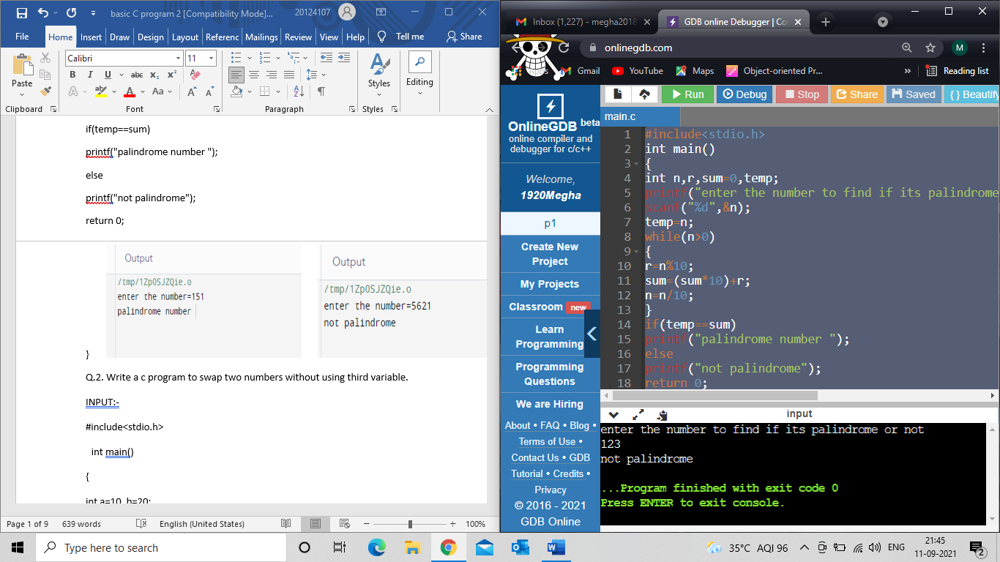 basic C program 2 [Compatibility Mode]...
20124107
File Home Insert Draw Design Layout Referenc Mailings Review View Help Tell me Share
Calibri 11
Paste
B I U abc x₂ x²
A aby A Aa A A
Styles
Editing
Clipboard Font Paragraph Styles
if(temp==sum)
printf("palindrome number ");
else
printf("not palindrome");
return 0;
Output
/tmp/1Zp0SJZQie.o
enter the number=151
palindrome number
Output
/tmp/1Zp0SJZQie.o
enter the number=5621
not palindrome
}
Q.2. Write a c program to swap two numbers without using third variable.
INPUT:-
#include<stdio.h>
int main()
{
int a=10, b=20;
Page 1 of 9 639 words English (United States) 100%
Inbox (1,227) - megha2018
GDB online Debugger | Co
onlinegdb.com
M
Apps Gmail YouTube Maps Object-oriented Pr... » Reading list
OnlineGDB beta
online compiler and
debugger for c/c++
Welcome,
1920Megha
p1
Create New
Project
My Projects
Classroom new
Learn
Programming
Programming
Questions
We are Hiring
About • FAQ • Blog •
Terms of Use •
Contact Us • GDB
Tutorial • Credits •
Privacy
© 2016 - 2021
GDB Online
Run Debug Stop Share Saved { } Beautify
main.c
1 #include<stdio.h>
2 int main()
3 {
4 int n,r,sum=0,temp;
5 printf("enter the number to find if its palindrome
6 scanf("%d",&n);
7 temp=n;
8 while(n>0)
9 {
10 r=n%10;
11 sum=(sum*10)+r;
12 n=n/10;
13 }
14 if(temp==sum)
15 printf("palindrome number ");
16 else
17 printf("not palindrome");
18 return 0;
input
enter the number to find if its palindrome or not
123
not palindrome
...Program finished with exit code 0
Press ENTER to exit console.
Type here to search
35°C AQI 96
ENG
21:45
11-09-2021
2